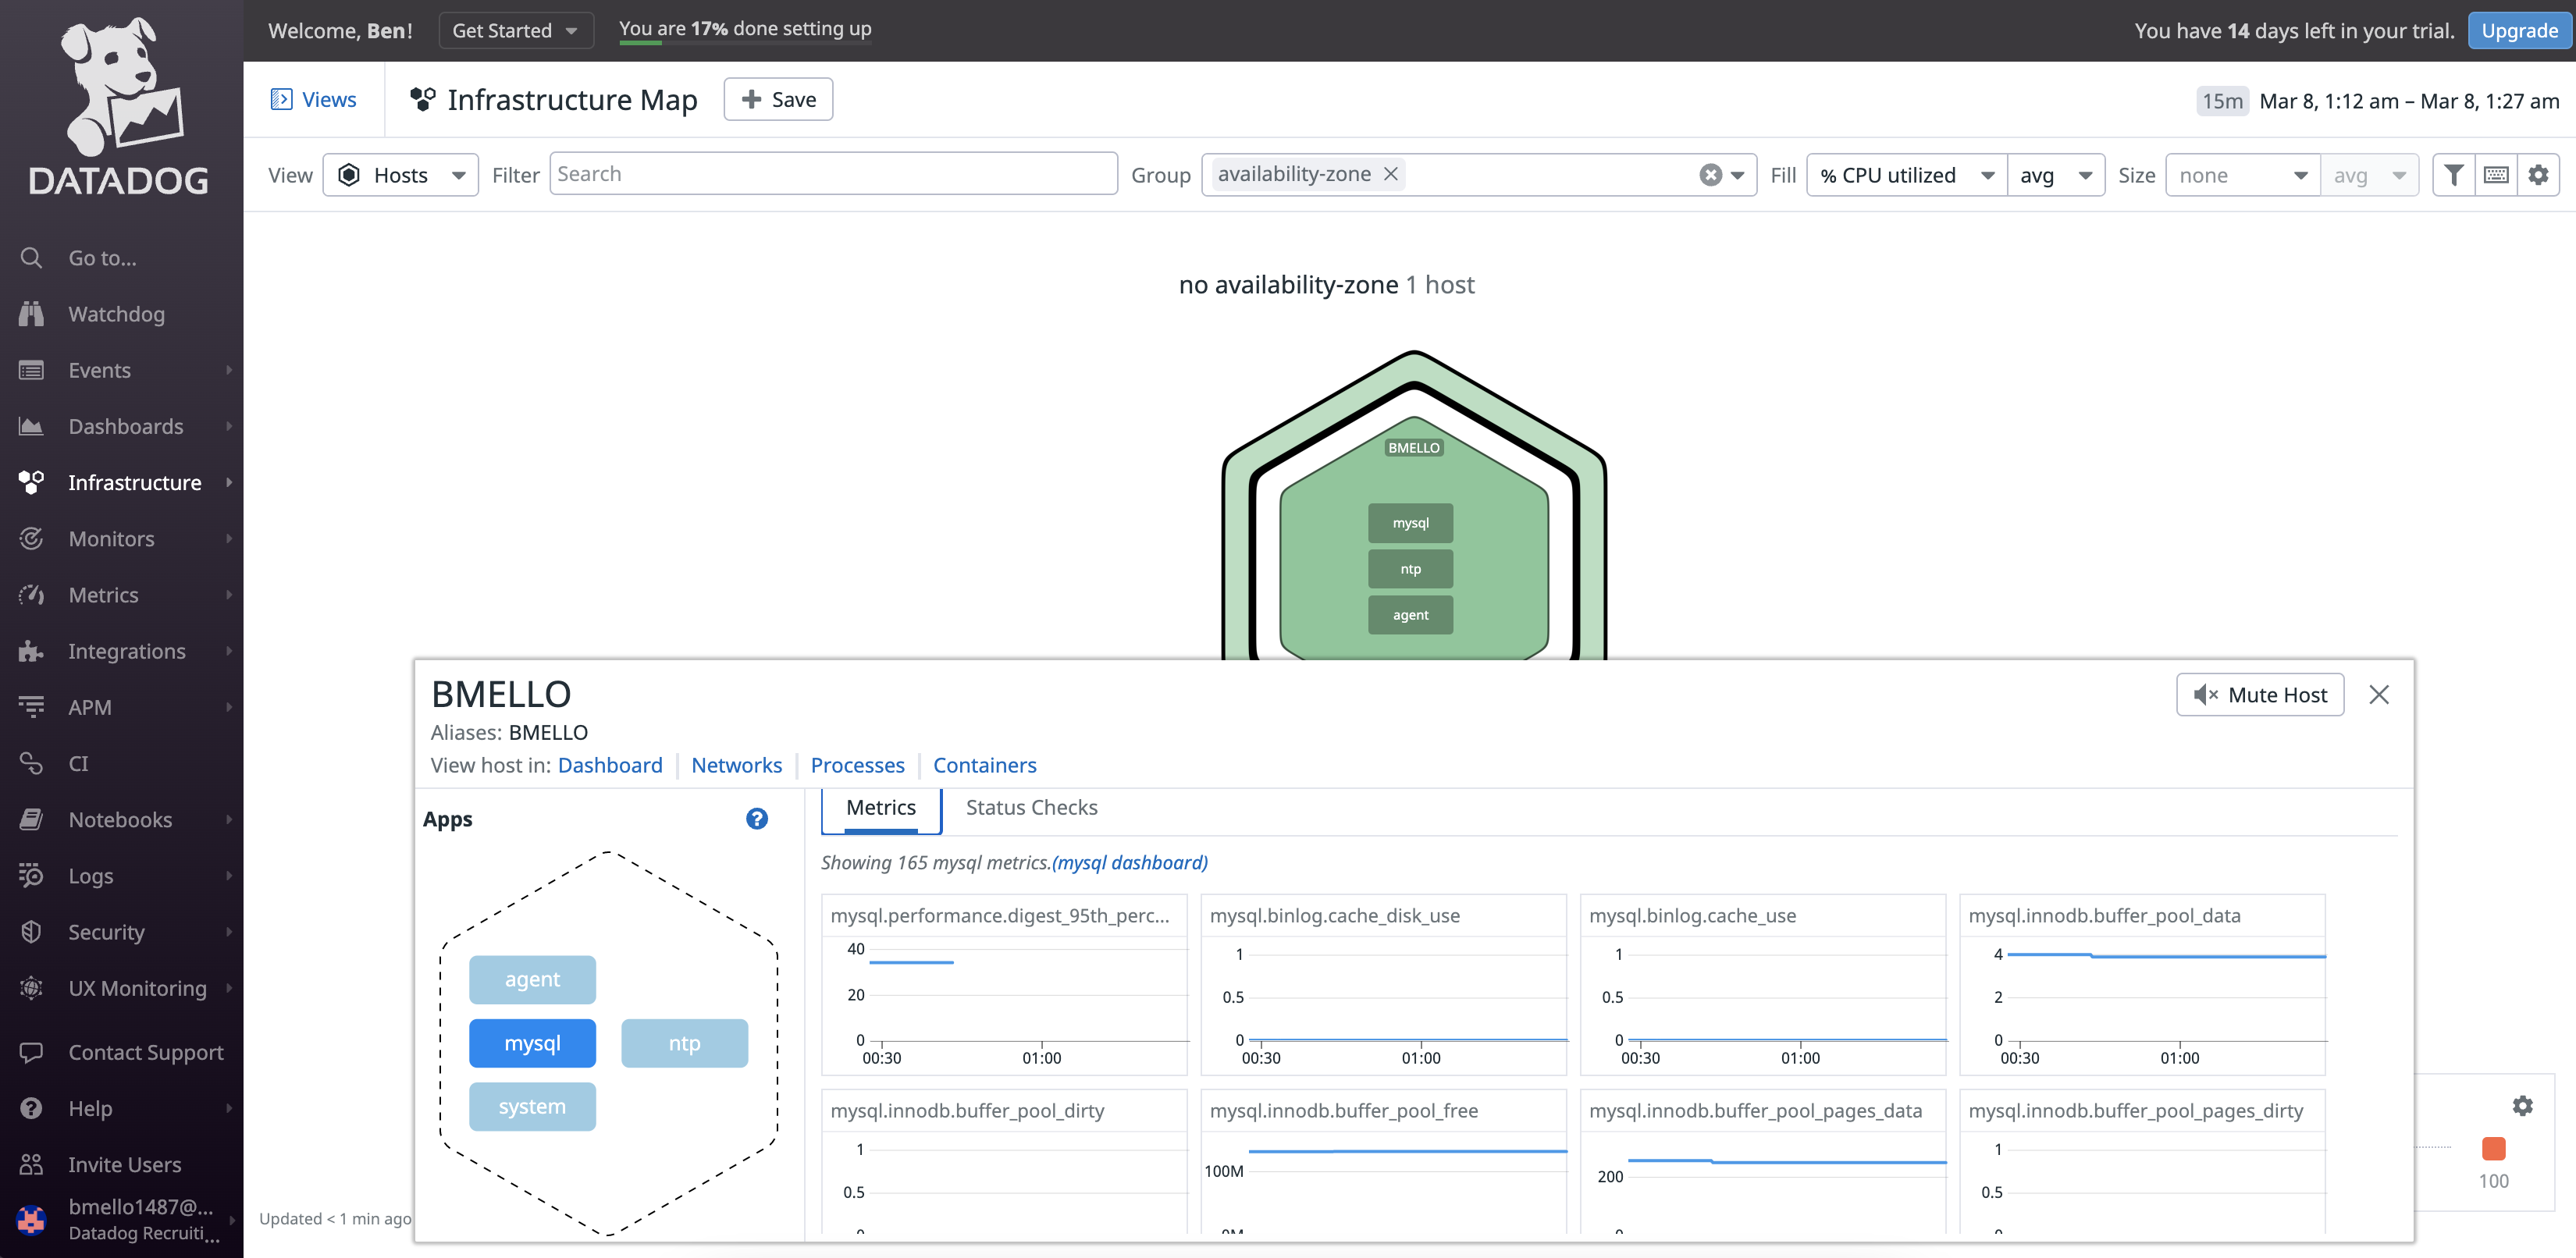 DATADOG
Go to...
Watchdog
Events
Dashboards
Infrastructure
Monitors
Metrics
Integrations
APM
CI
Notebooks
Logs
Security
UX Monitoring
Contact Support
Help
Invite Users
bmello1487@...
Datadog Recruiti...
Welcome, Ben! Get Started You are 17% done setting up You have 14 days left in your trial. Upgrade
Views Infrastructure Map + Save 15m Mar 8, 1:12 am – Mar 8, 1:27 am
View Hosts Filter Search Group availability-zone Fill % CPU utilized avg Size none avg
no availability-zone 1 host
BMELLO
mysql
ntp
agent
BMELLO Mute Host
Aliases: BMELLO
View host in: Dashboard Networks Processes Containers
Apps ?
agent
mysql ntp
system
Metrics Status Checks
Showing 165 mysql metrics.(mysql dashboard)
mysql.performance.digest_95th_perc...
40
20
0
00:30 01:00
mysql.binlog.cache_disk_use
1
0.5
0
00:30 01:00
mysql.binlog.cache_use
1
0.5
0
00:30 01:00
mysql.innodb.buffer_pool_data
4
2
0
00:30 01:00
mysql.innodb.buffer_pool_dirty
1
0.5
mysql.innodb.buffer_pool_free
100M
mysql.innodb.buffer_pool_pages_data
200
mysql.innodb.buffer_pool_pages_dirty
1
0.5
100
Updated < 1 min ago